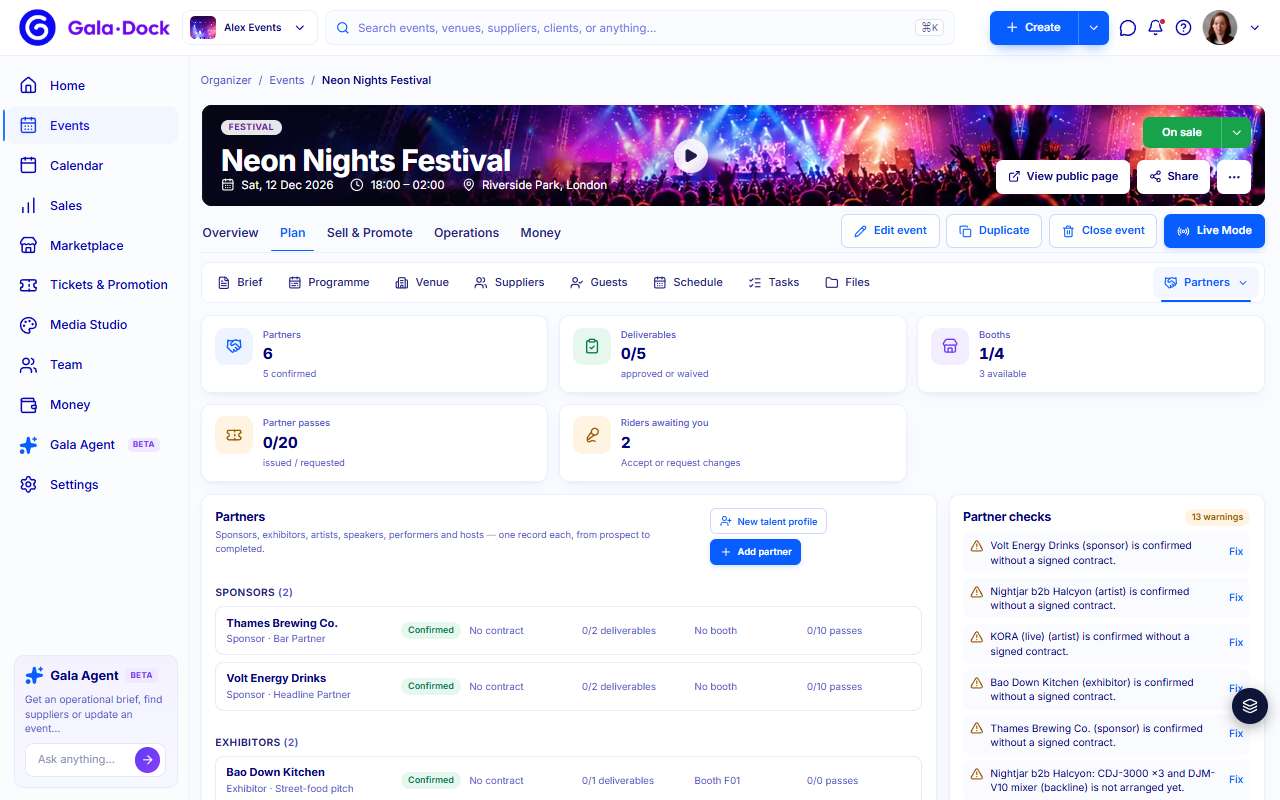 Gala·Dock
Alex Events
Search events, venues, suppliers, clients, or anything...
⌘K
Create
Home
Events
Calendar
Sales
Marketplace
Tickets & Promotion
Media Studio
Team
Money
Gala Agent BETA
Settings
Gala Agent BETA
Get an operational brief, find
suppliers or update an
event...
Ask anything...
Organizer / Events / Neon Nights Festival
FESTIVAL
Neon Nights Festival
Sat, 12 Dec 2026 18:00 – 02:00 Riverside Park, London
On sale
View public page
Share
Overview
Plan
Sell & Promote
Operations
Money
Edit event
Duplicate
Close event
Live Mode
Brief
Programme
Venue
Suppliers
Guests
Schedule
Tasks
Files
Partners
Partners
6
5 confirmed
Deliverables
0/5
approved or waived
Booths
1/4
3 available
Partner passes
0/20
issued / requested
Riders awaiting you
2
Accept or request changes
Partners
Sponsors, exhibitors, artists, speakers, performers and hosts — one record each, from prospect to
completed.
New talent profile
Add partner
SPONSORS (2)
Thames Brewing Co.
Sponsor · Bar Partner
Confirmed No contract 0/2 deliverables No booth 0/10 passes
Volt Energy Drinks
Sponsor · Headline Partner
Confirmed No contract 0/2 deliverables No booth 0/10 passes
EXHIBITORS (2)
Bao Down Kitchen
Exhibitor · Street-food pitch
Confirmed No contract 0/1 deliverables Booth F01 0/0 passes
Partner checks
13 warnings
Volt Energy Drinks (sponsor) is confirmed
without a signed contract.
Fix
Nightjar b2b Halcyon (artist) is confirmed
without a signed contract.
Fix
KORA (live) (artist) is confirmed without a
signed contract.
Fix
Bao Down Kitchen (exhibitor) is confirmed
without a signed contract.
Fix
Thames Brewing Co. (sponsor) is confirmed
without a signed contract.
Fix
Nightjar b2b Halcyon: CDJ-3000 ×3 and DJM-
V10 mixer (backline) is not arranged yet.
Fix